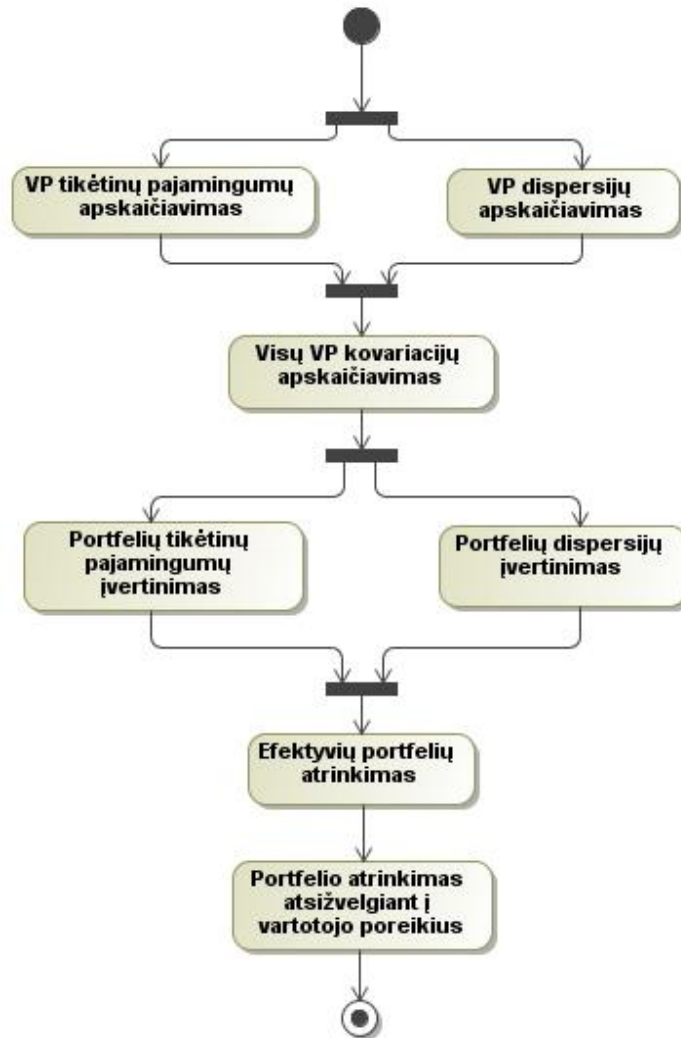 VP tikėtinų pajamingumų
apskaičiavimas
VP dispersijų
apskaičiavimas
Visų VP kovariacijų
apskaičiavimas
Portfelių tikėtinų
pajamingumų
įvertinimas
Portfelių dispersijų
įvertinimas
Efektyvių portfelių
atrinkimas
Portfelio atrinkimas
atsižvelgiant į
vartotojo poreikius